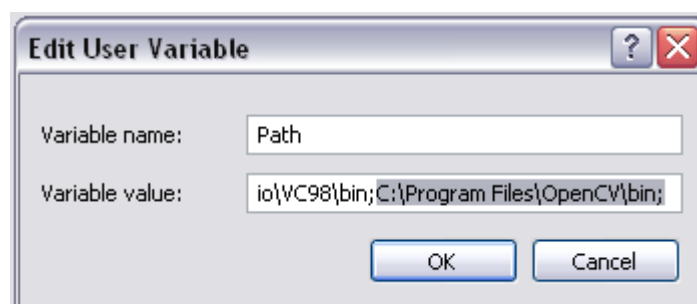 Edit User Variable
?
Variable name: Path
Variable value: io\VC98\bin;C:\Program Files\OpenCV\bin;
OK Cancel